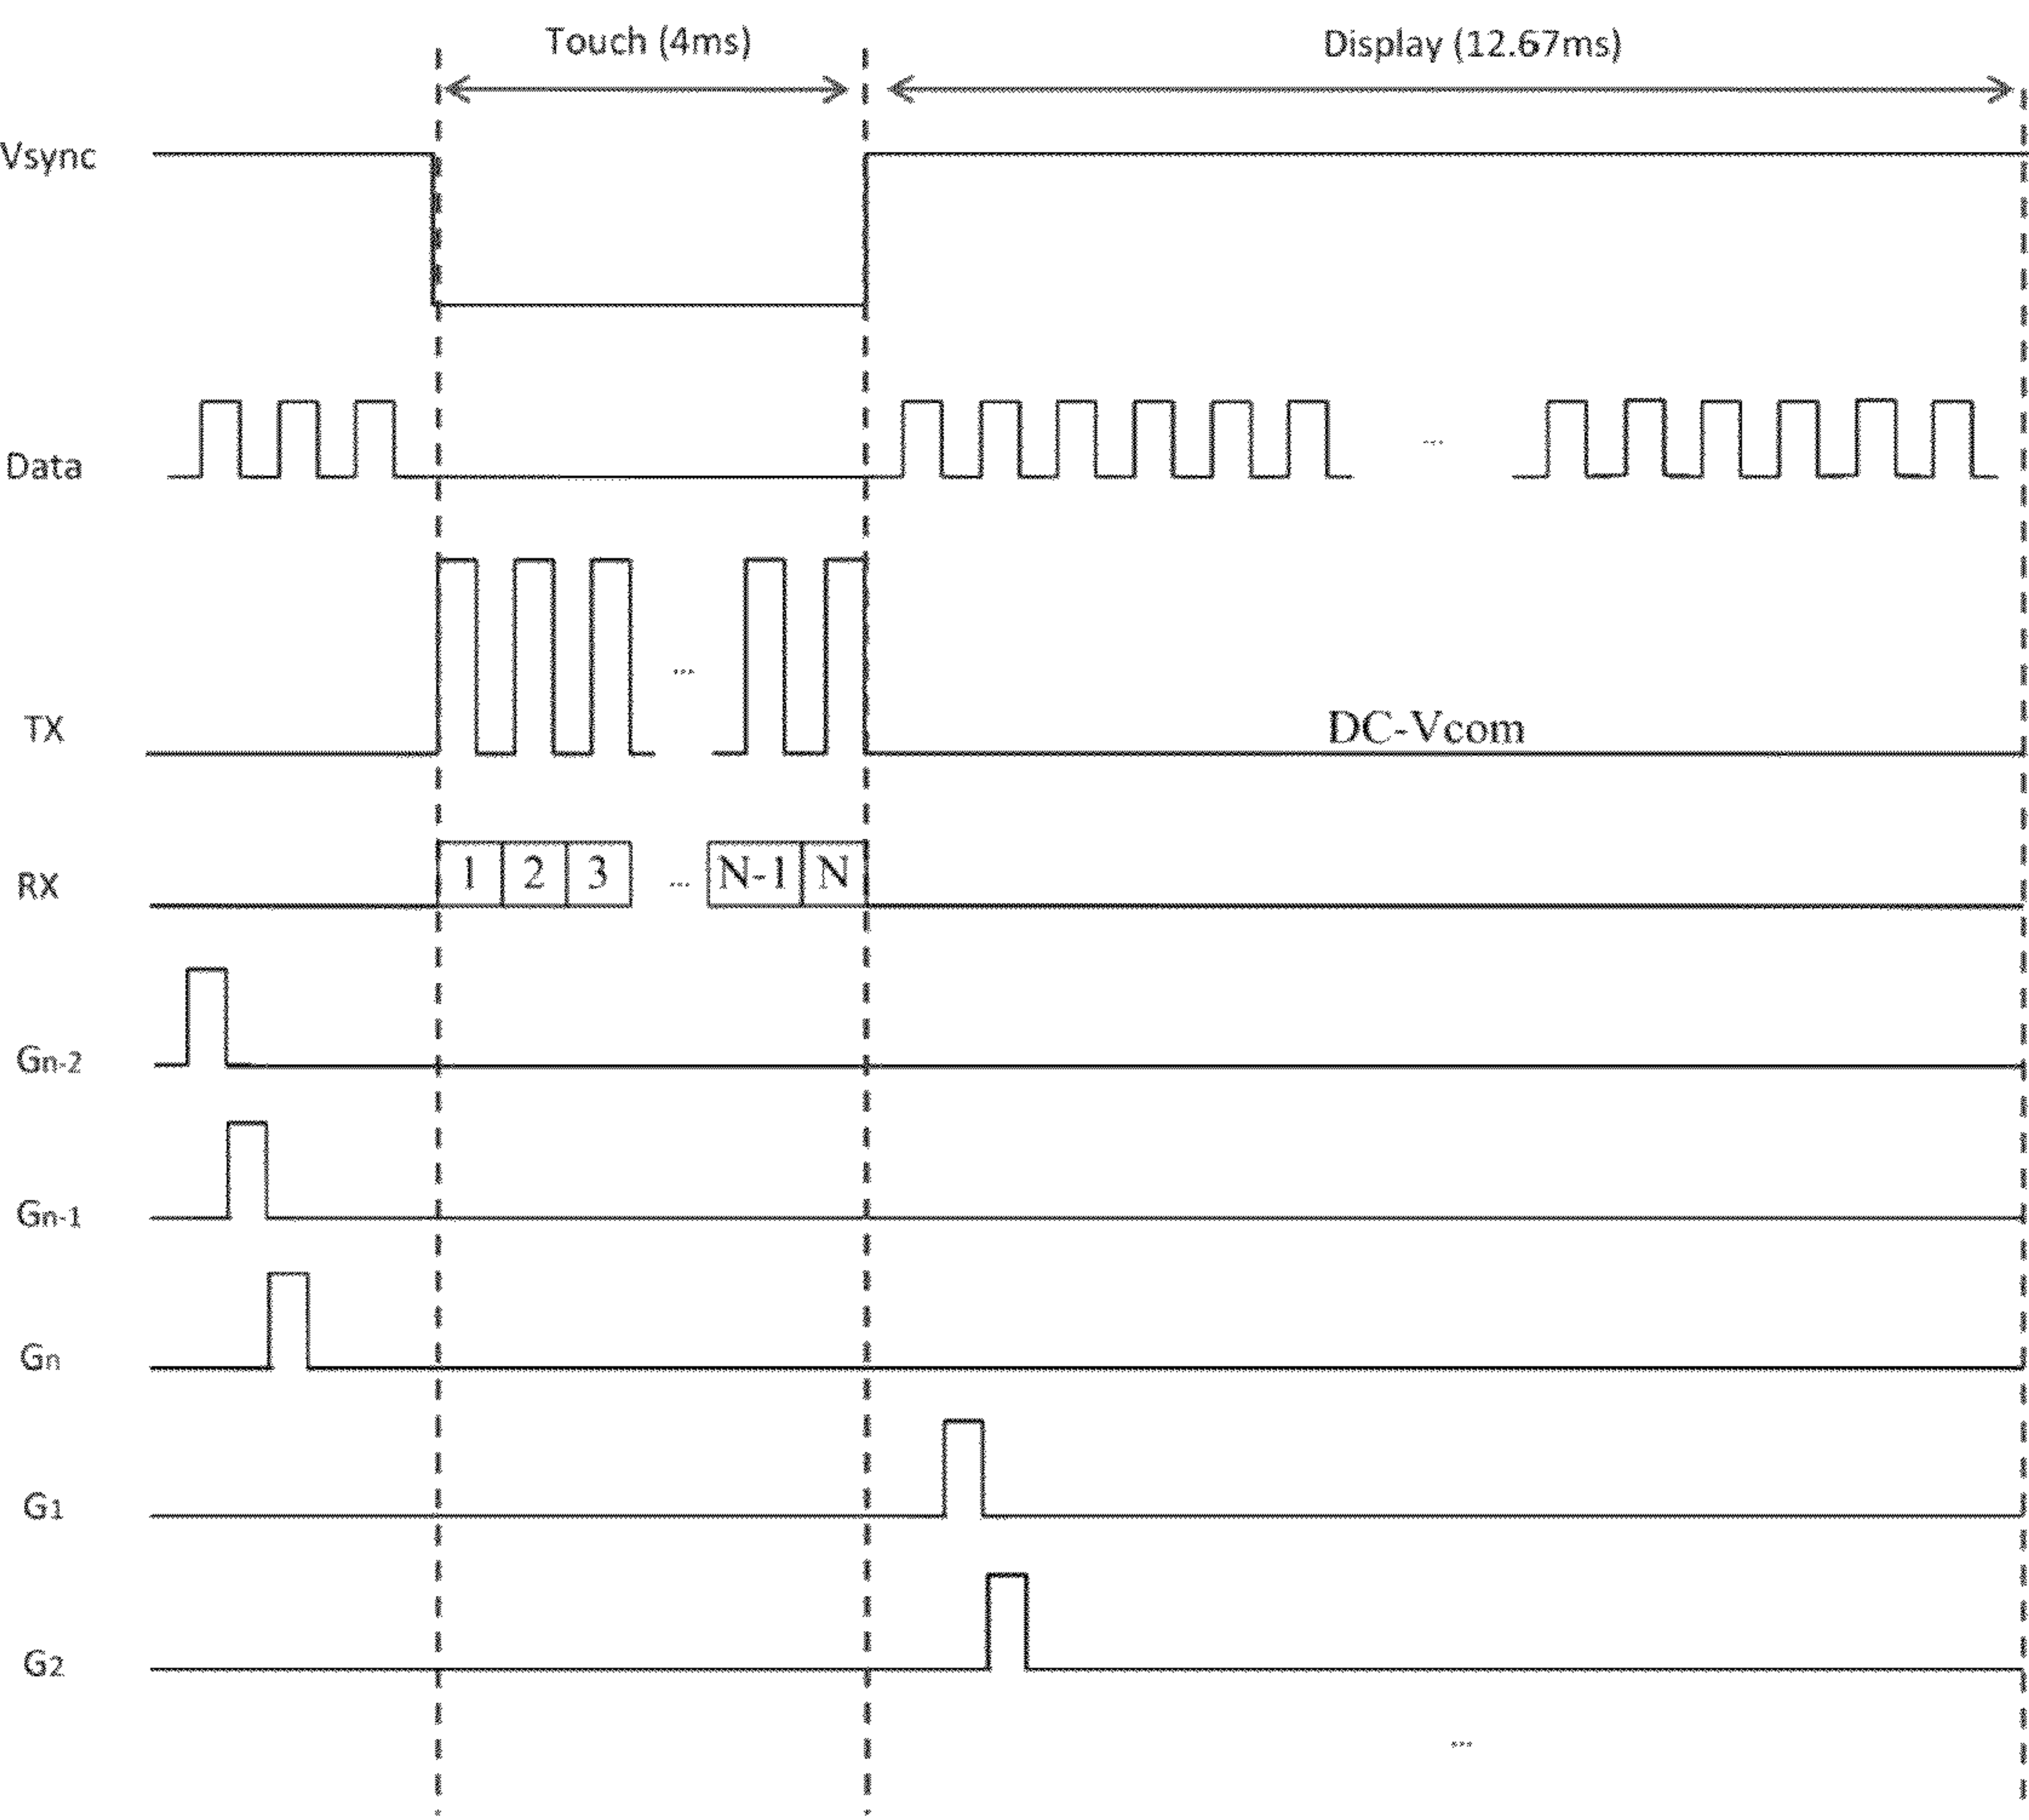 Touch (4ms) Display (12.67ms)
Vsync
Data ...
...
TX DC-Vcom
RX 1 2 3 ... N-1 N
Gn-2
Gn-1
Gn
G1
G2
...